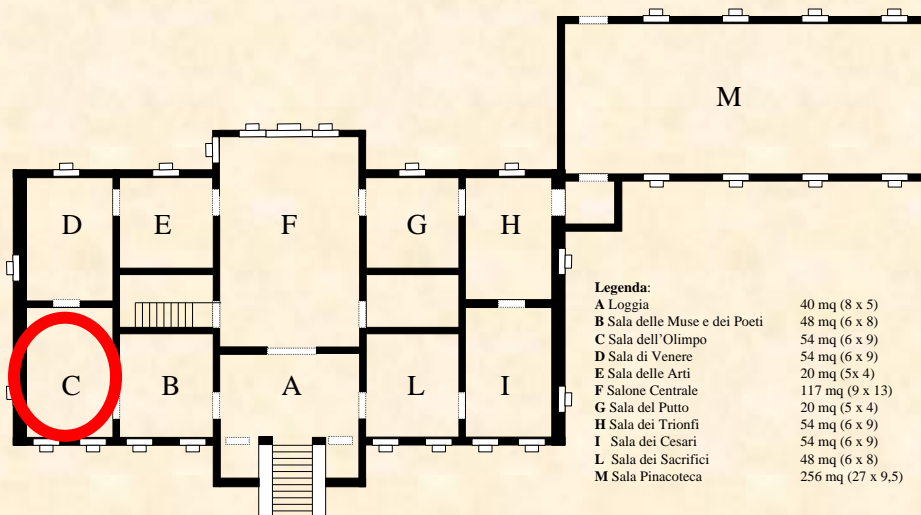 M
D
E
F
G
H
C
B
A
L
I
Legenda:
A Loggia 40 mq (8 x 5)
B Sala delle Muse e dei Poeti 48 mq (6 x 8)
C Sala dell'Olimpo 54 mq (6 x 9)
D Sala di Venere 54 mq (6 x 9)
E Sala delle Arti 20 mq (5x 4)
F Salone Centrale 117 mq (9 x 13)
G Sala del Putto 20 mq (5 x 4)
H Sala dei Trionfi 54 mq (6 x 9)
I Sala dei Cesari 54 mq (6 x 9)
L Sala dei Sacrifici 48 mq (6 x 8)
M Sala Pinacoteca 256 mq (27 x 9,5)